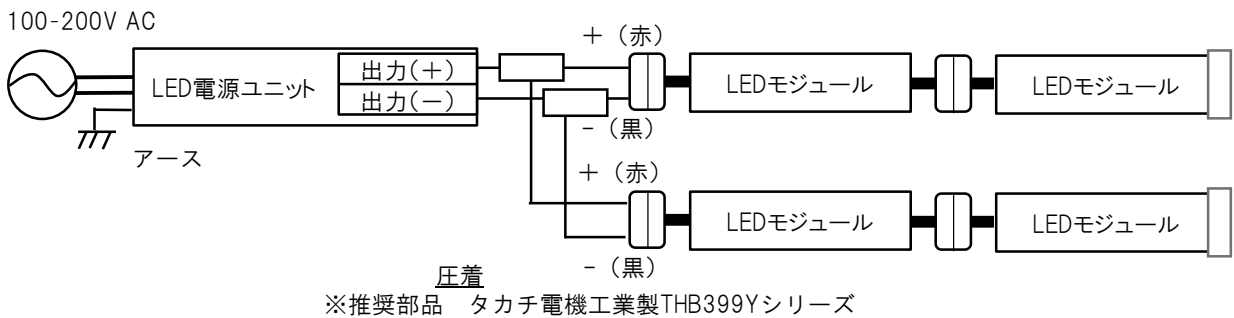 100-200V AC
LED電源ユニット
出力(+)
出力(-)
アース
+ (赤)
- (黒)
LEDモジュール
LEDモジュール
+ (赤)
- (黒)
LEDモジュール
LEDモジュール
圧着
※推奨部品 タカチ電機工業製THB399Yシリーズ